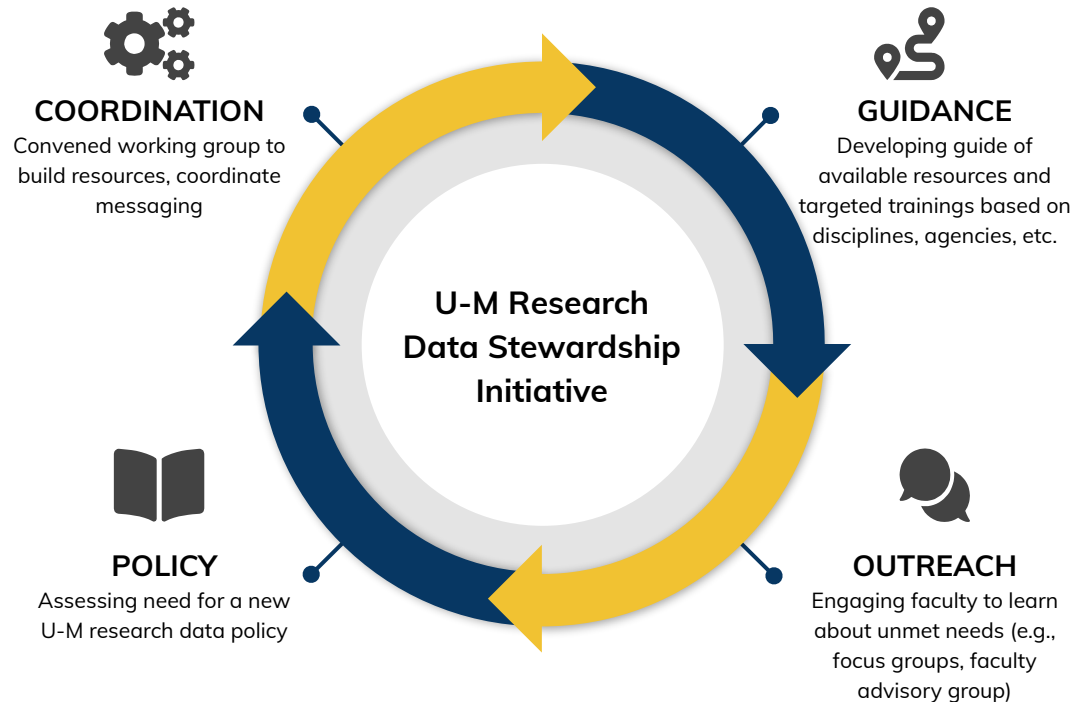 COORDINATION
Convened working group to
build resources, coordinate
messaging
GUIDANCE
Developing guide of
available resources and
targeted trainings based on
disciplines, agencies, etc.
U-M Research
Data Stewardship
Initiative
POLICY
Assessing need for a new
U-M research data policy
OUTREACH
Engaging faculty to learn
about unmet needs (e.g.,
focus groups, faculty
advisory group)